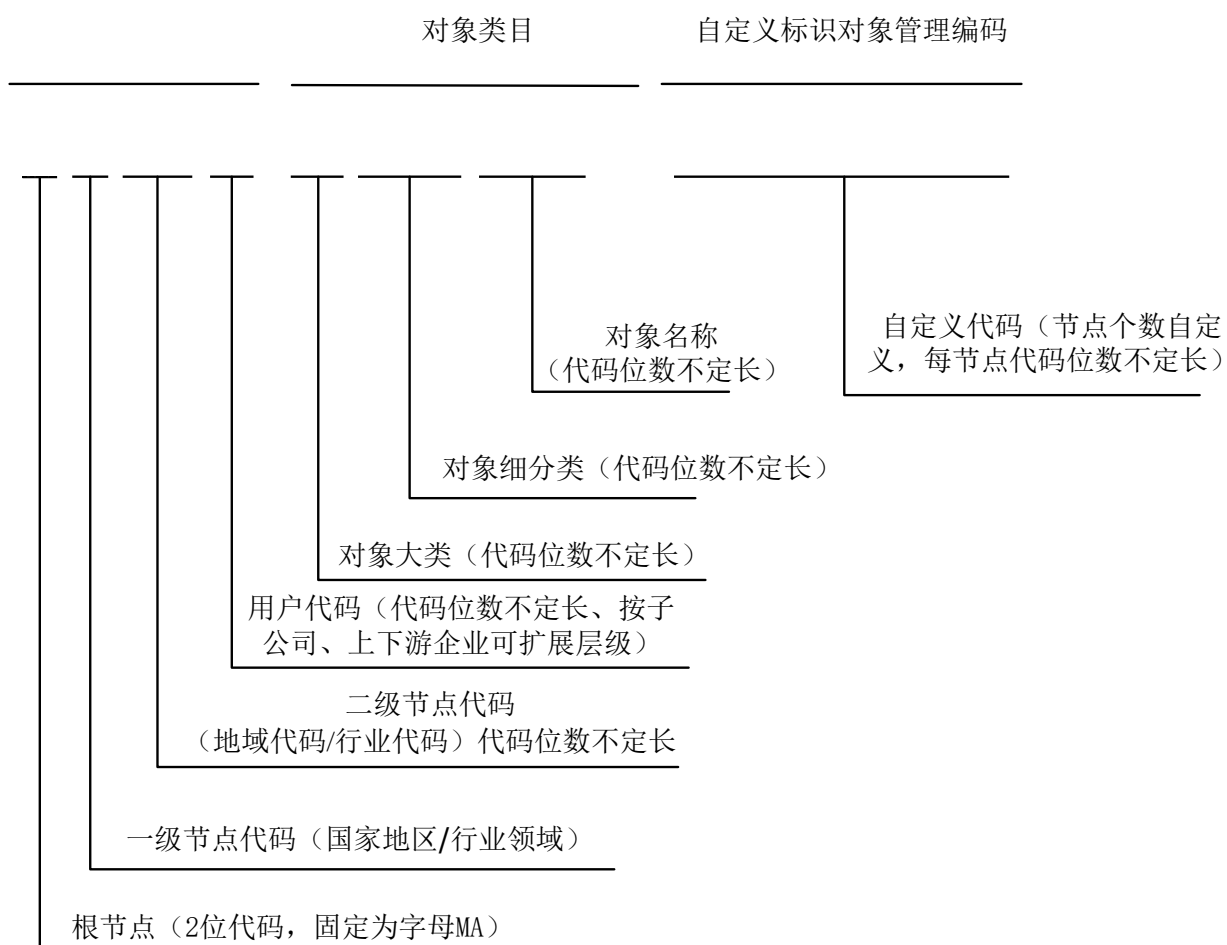 对象类目
自定义标识对象管理编码
对象名称
（代码位数不定长）
自定义代码（节点个数自定
义，每节点代码位数不定长）
对象细分类（代码位数不定长）
对象大类（代码位数不定长）
用户代码（代码位数不定长、按子
公司、上下游企业可扩展层级）
二级节点代码
（地域代码/行业代码）代码位数不定长
一级节点代码（国家地区/行业领域）
根节点（2位代码，固定为字母MA）